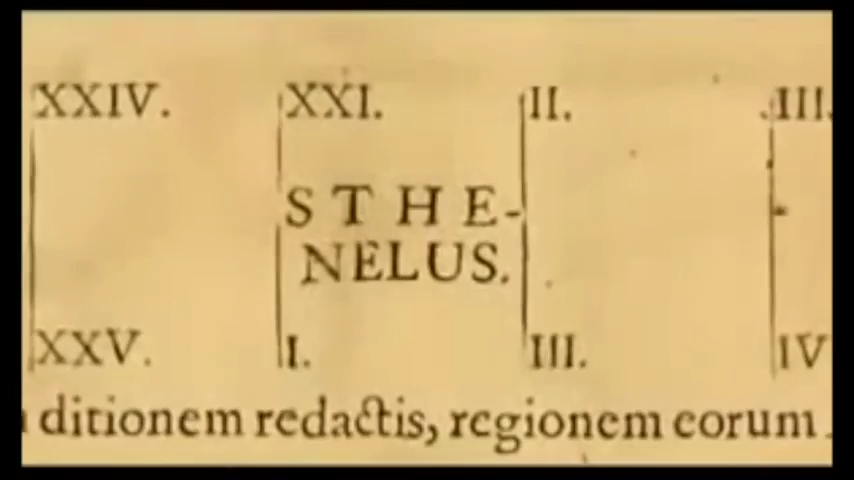 XXIV. XXI. II. III.
STHE-
NELUS.
XXV. I. III. IV
ditionem redactis, regionem eorum